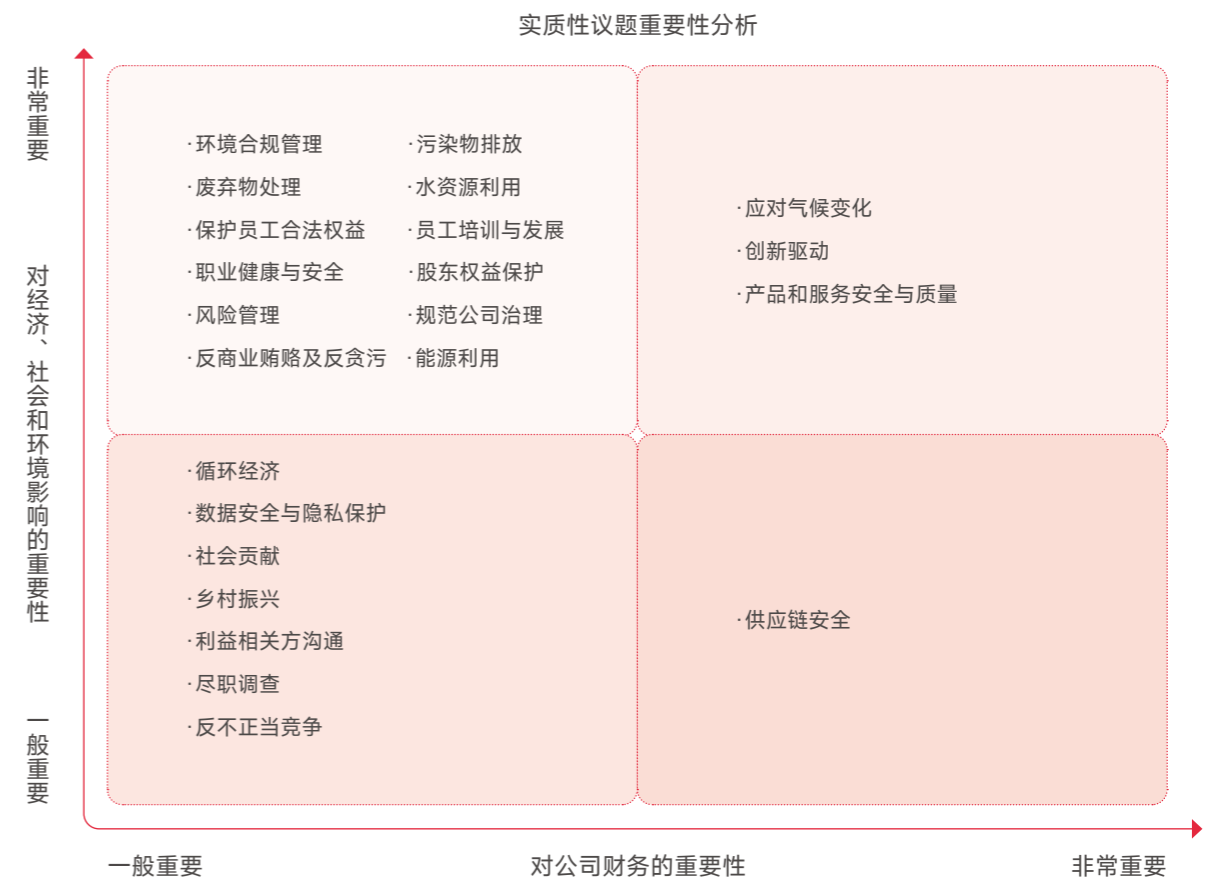 实质性议题重要性分析
非常重要
对经济、社会和环境影响的重要性
一般重要
·环境合规管理
·废弃物处理
·保护员工合法权益
·职业健康与安全
·风险管理
·反商业贿赂及反贪污
·污染物排放
·水资源利用
·员工培训与发展
·股东权益保护
·规范公司治理
·能源利用
·应对气候变化
·创新驱动
·产品和服务安全与质量
·循环经济
·数据安全与隐私保护
·社会贡献
·乡村振兴
·利益相关方沟通
·尽职调查
·反不正当竞争
·供应链安全
一般重要
对公司财务的重要性
非常重要